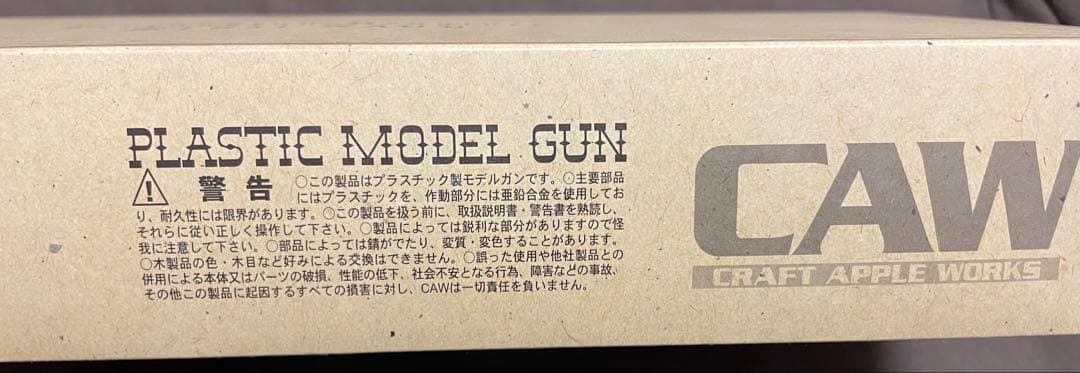 PLASTIC MODEL GUN
警告 ○この製品はプラスチック製モデルガンです。○主要部品
にはプラスチックを、作動部分には亜鉛合金を使用してお
り、耐久性には限界があります。○この製品を扱う前に、取扱説明書・警告書を熟読し、
それらに従い正しく操作して下さい。○製品によっては鋭利な部分がありますので怪
我に注意して下さい。○部品によっては錆がでたり、変質・変色することがあります。
○木製品の色・木目など好みによる交換はできません。○誤った使用や他社製品との
併用による本体又はパーツの破損、性能の低下、社会不安となる行為、障害などの事故、
その他この製品に起因するすべての損害に対し、CAWは一切責任を負いません。
CAW
CRAFT APPLE WORKS